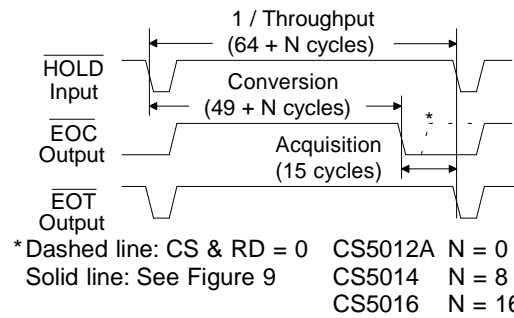 1 / Throughput
(64 + N cycles)
HOLD
Input
Conversion
(49 + N cycles)
*
EOC
Output
Acquisition
(15 cycles)
EOT
Output
* Dashed line: CS & RD = 0 CS5012A N = 0
Solid line: See Figure 9 CS5014 N = 8
CS5016 N = 16